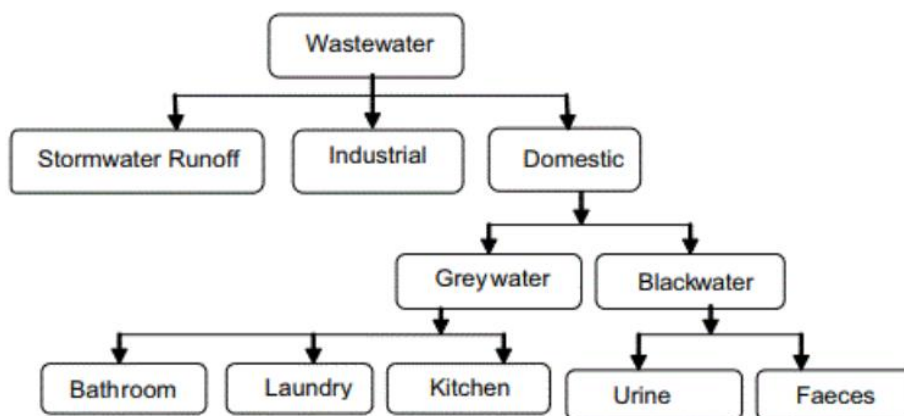 Wastewater
Stormwater Runoff
Industrial
Domestic
Greywater
Blackwater
Bathroom
Laundry
Kitchen
Urine
Faeces